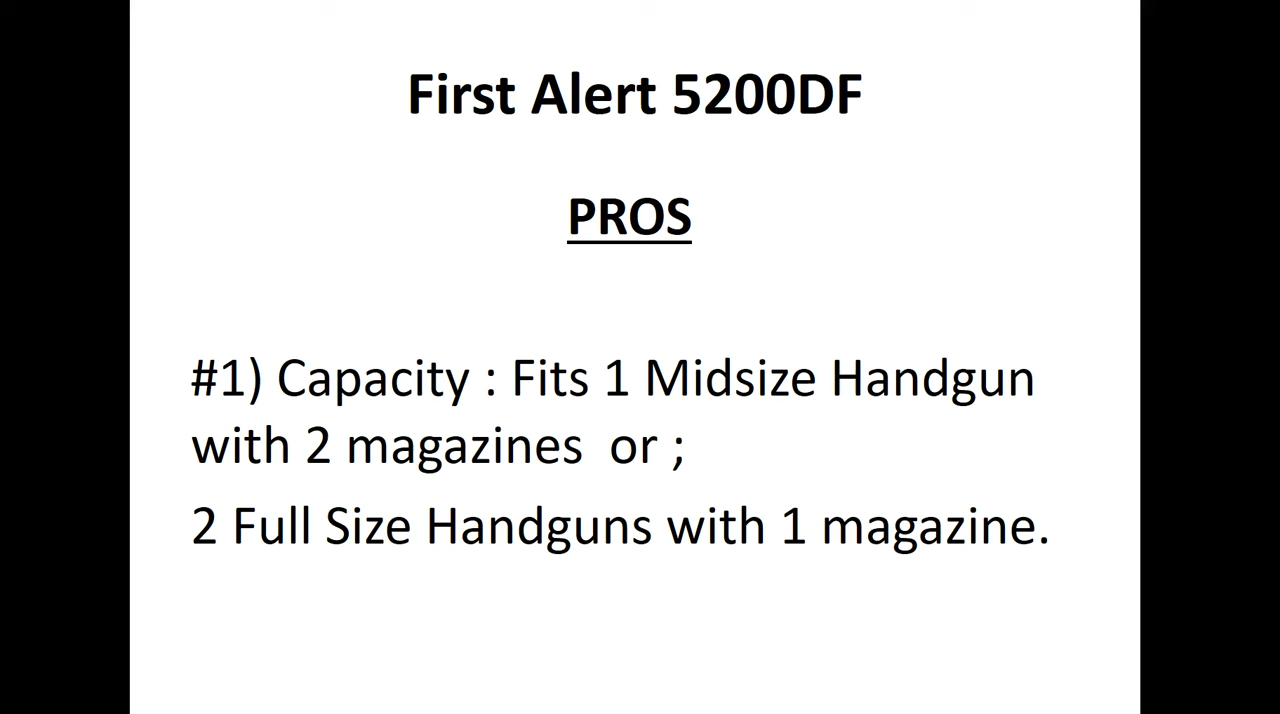 First Alert 5200DF
PROS
#1) Capacity : Fits 1 Midsize Handgun
with 2 magazines  or ;
2 Full Size Handguns with 1 magazine.